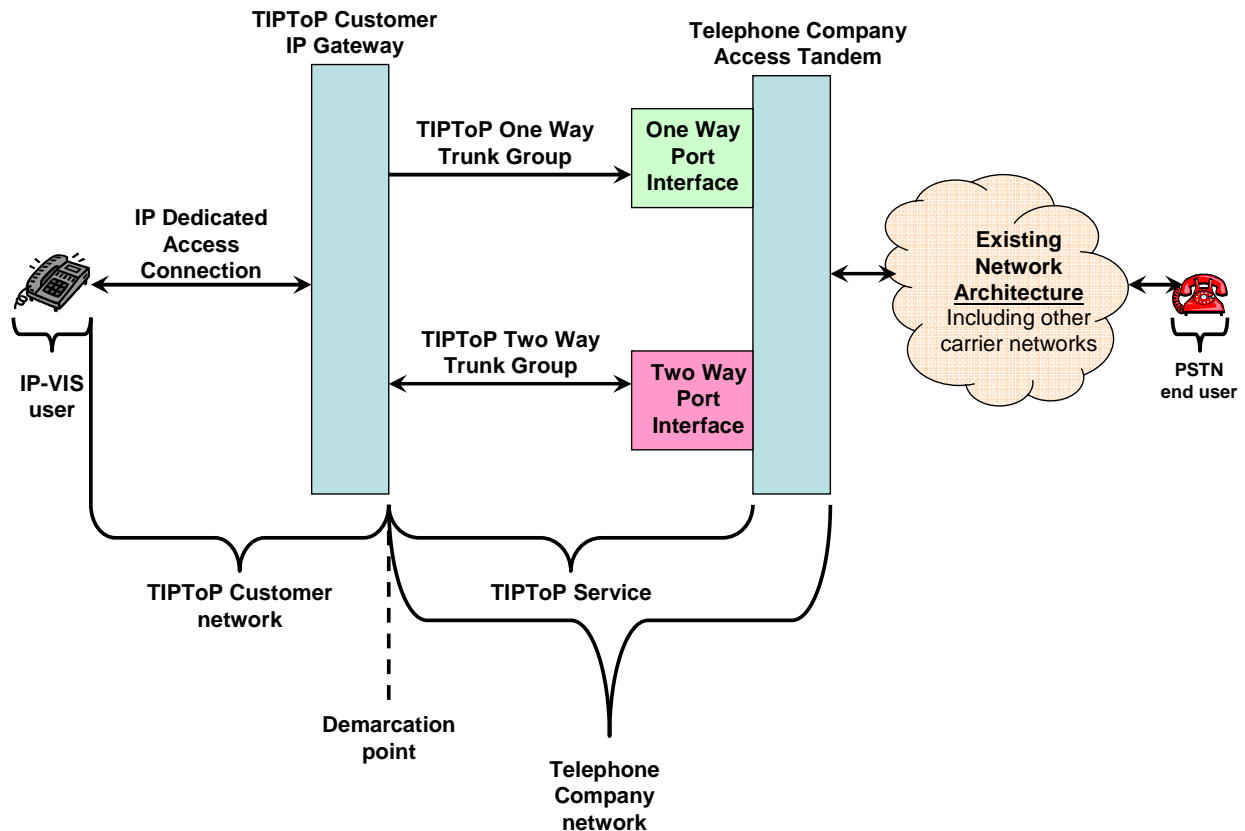 TIPToP Customer
IP Gateway
Telephone Company
Access Tandem
TIPToP One Way
Trunk Group
One Way
Port
Interface
IP Dedicated
Access
Connection
Existing
Network
Architecture
Including other
carrier networks
TIPToP Two Way
Trunk Group
Two Way
Port
Interface
IP-VIS
user
PSTN
end user
TIPToP Customer
network
TIPToP Service
Demarcation
point
Telephone
Company
network